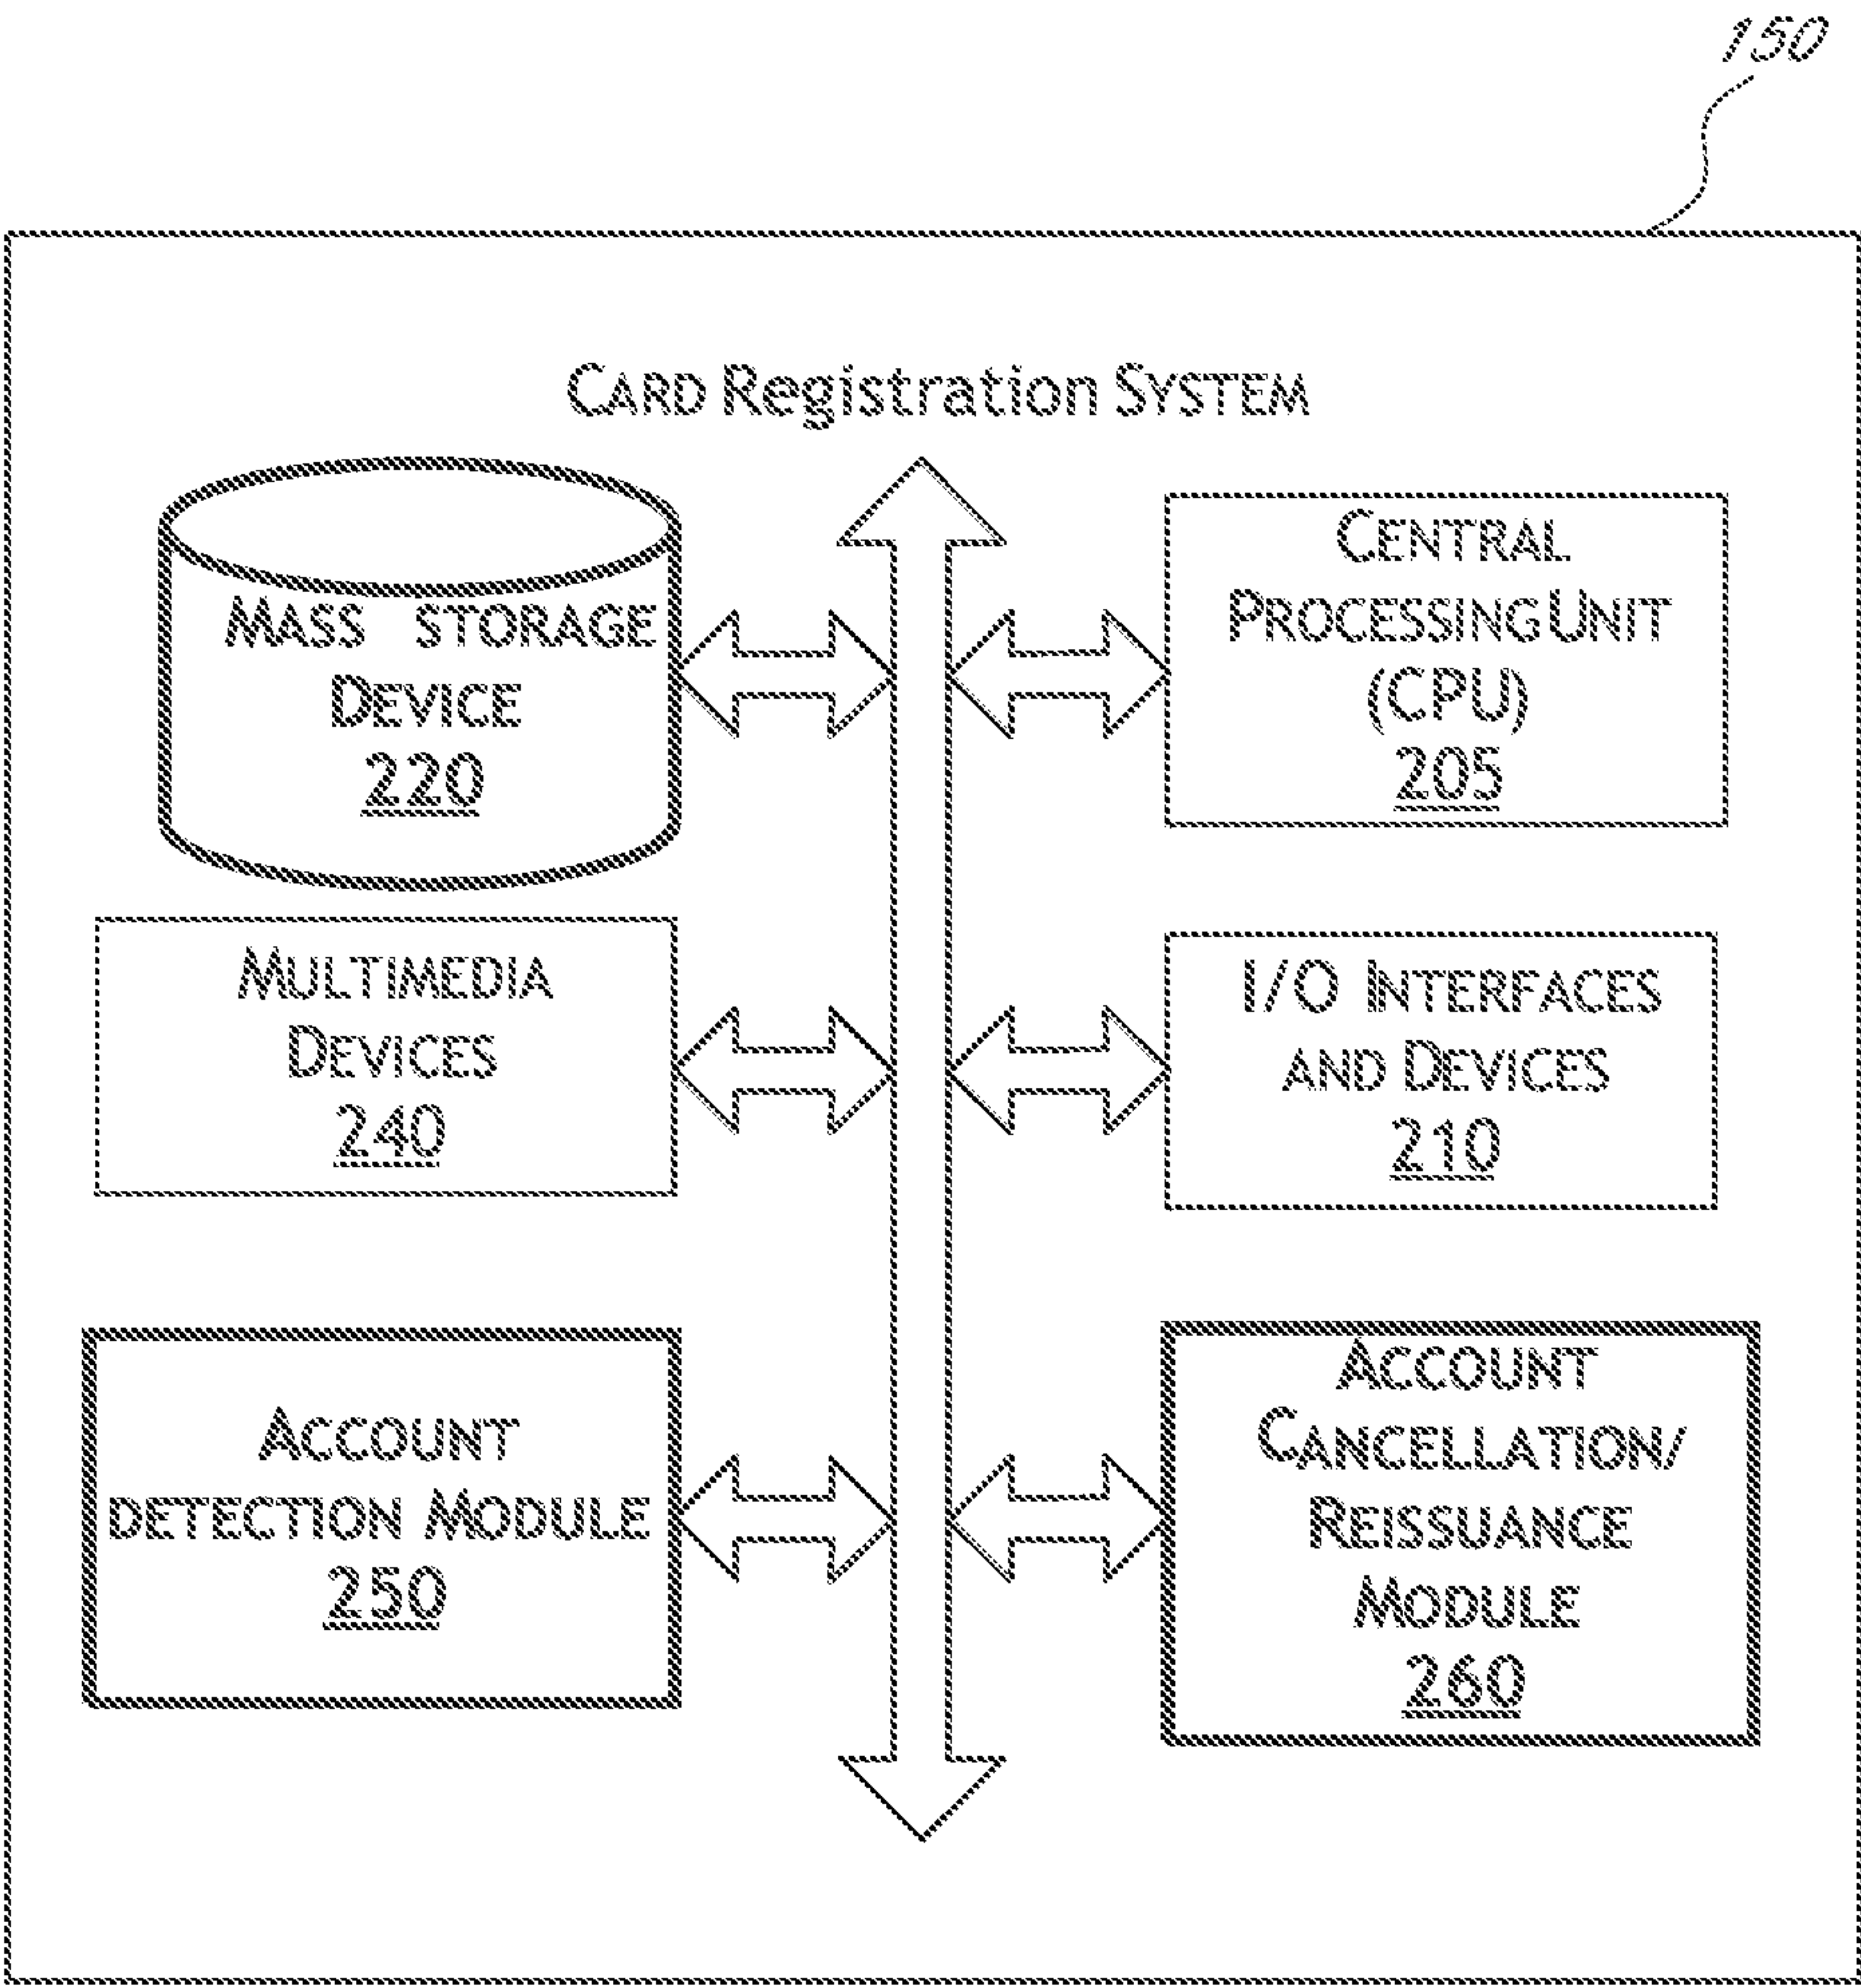 150
CARD Registration SYSTEM
MASS STORAGE
DEVICE
220
CENTRAL
PROCESSING UNIT
(CPU)
205
MULTIMEDIA
DEVICES
240
I/O INTERFACES
AND DEVICES
210
ACCOUNT
DETECTION MODULE
250
ACCOUNT
CANCELLATION/
REISSUANCE
MODULE
260